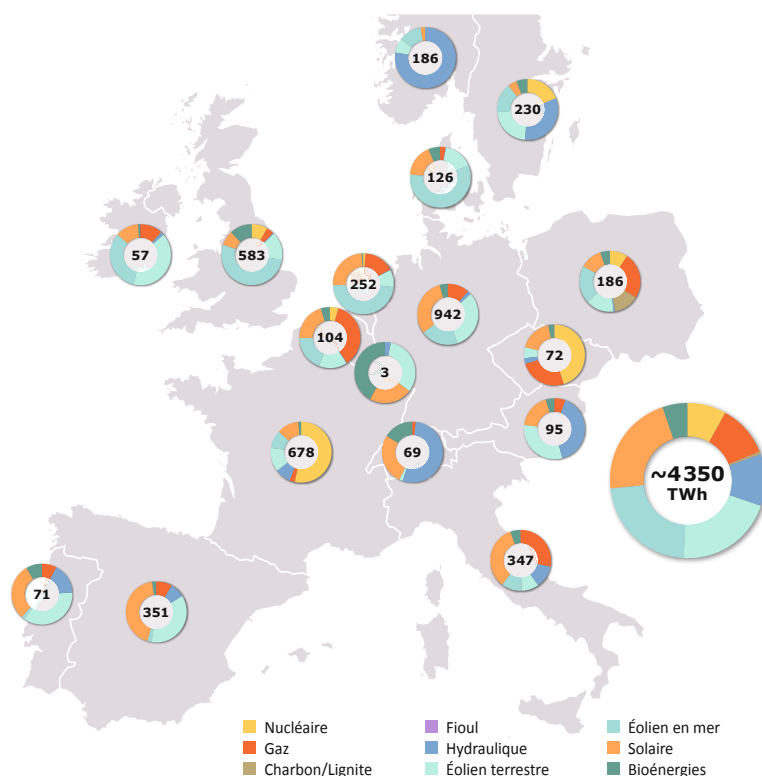 186
230
126
57
583
252
942
186
104
3
72
678
69
95
~4350
TWh
347
71
351
Nucléaire
Fioul
Éolien en mer
Gaz
Hydraulique
Solaire
Charbon/Lignite
Éolien terrestre
Bioénergies